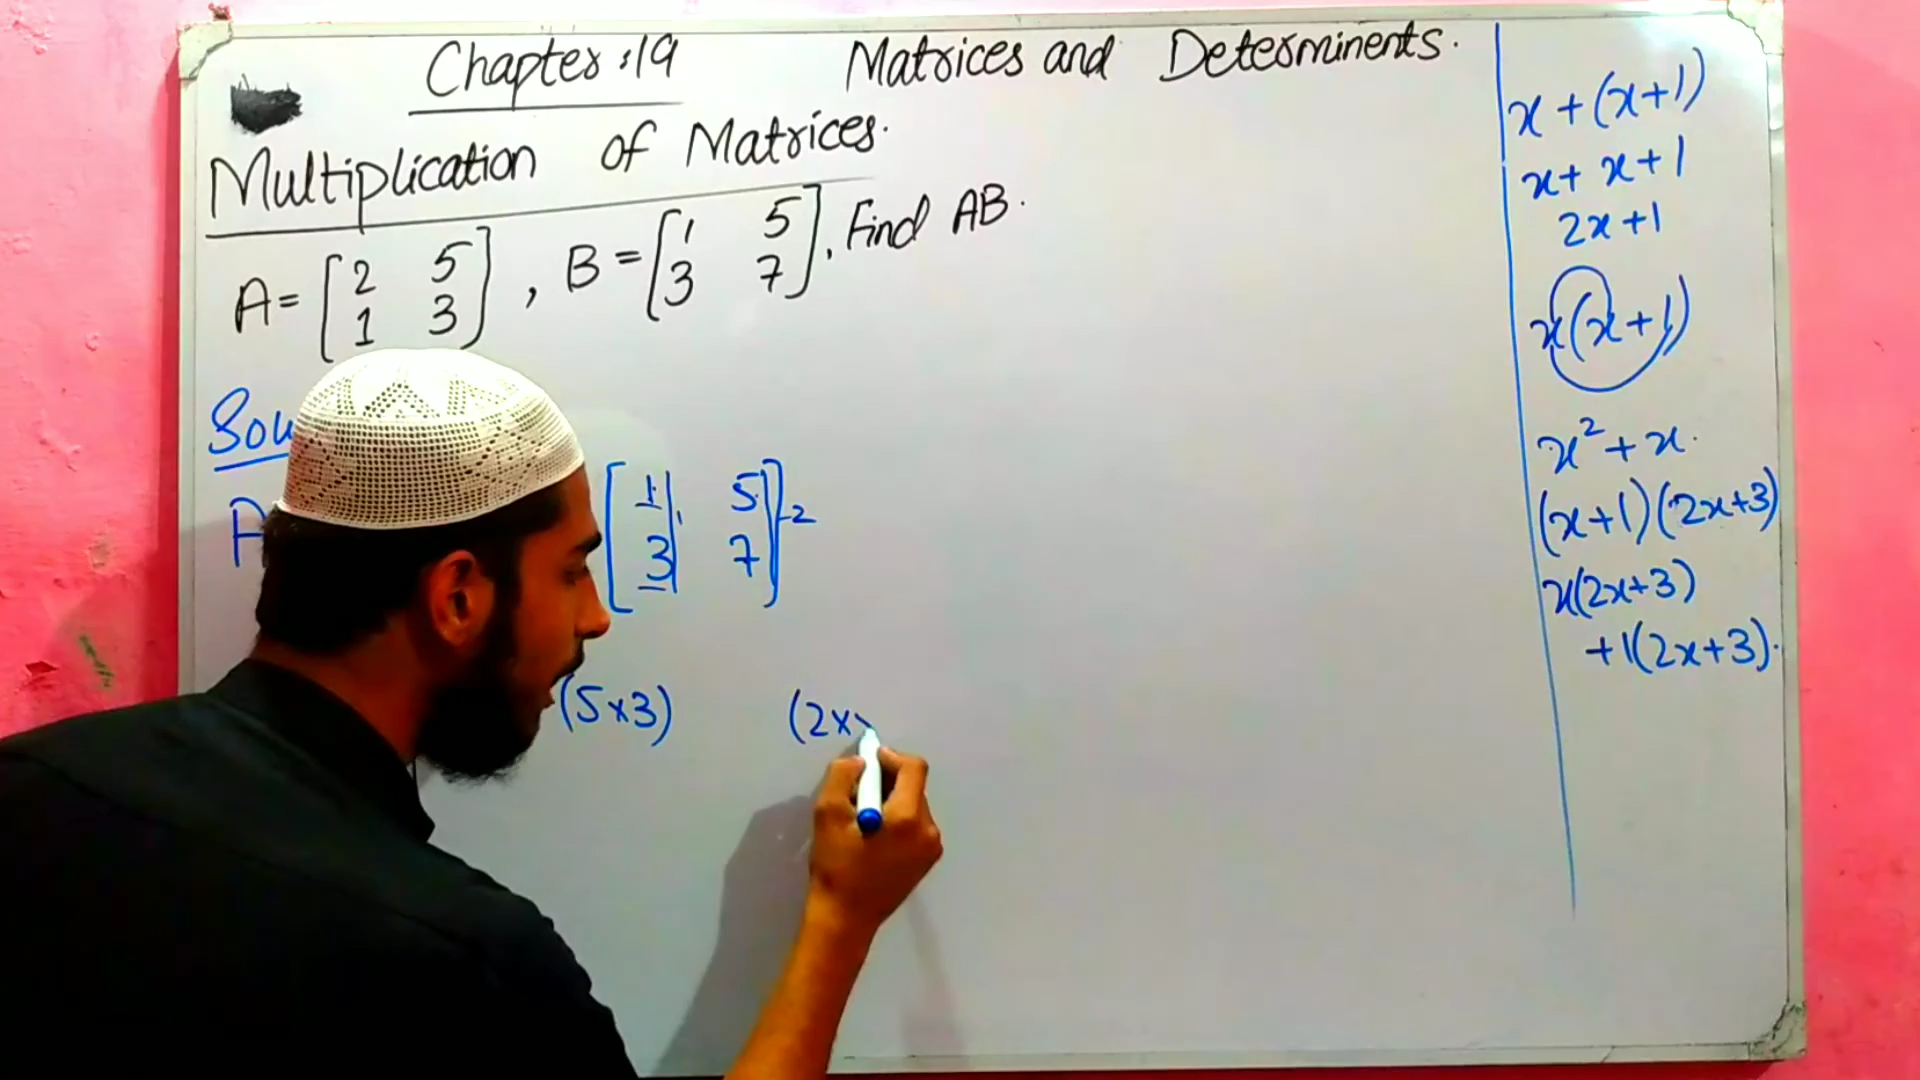 Chapter :19 Matrices and Determinents.
Multiplication of Matrices.
A = [ 2 5 ] , B = [ 1 5 ] . Find AB.
1 3 3 7
Solu
A [ 1 5 ]
3 7
1 2
(5×3) (2×
x + (x+1)
x + x + 1
2x + 1
x(x+1)
x² + x.
(x+1)(2x+3)
x(2x+3)
+1(2x+3).